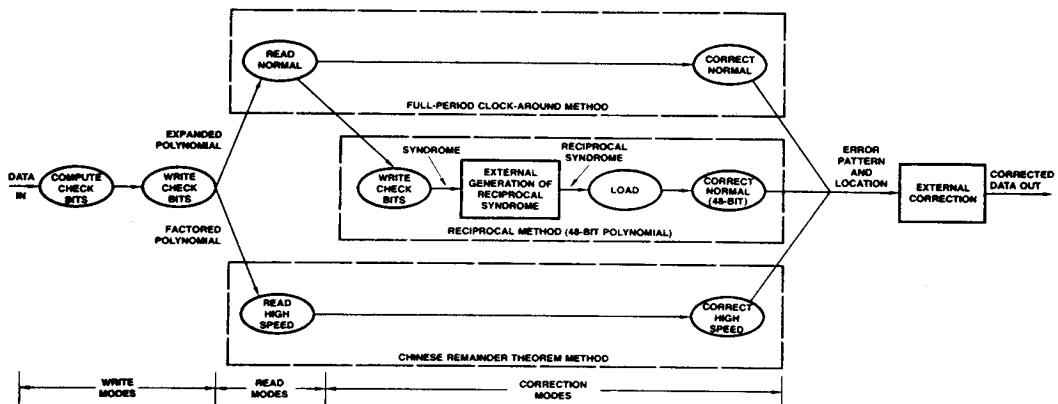 READ
NORMAL
CORRECT
NORMAL
FULL-PERIOD CLOCK-AROUND METHOD
EXPANDED
POLYNOMIAL
DATA
IN
COMPUTE
CHECK
BITS
WRITE
CHECK
BITS
FACTORED
POLYNOMIAL
SYNDROME
RECIPROCAL
SYNDROME
WRITE
CHECK
BITS
EXTERNAL
GENERATION OF
RECIPROCAL
SYNDROME
LOAD
CORRECT
NORMAL
(48-BIT)
RECIPROCAL METHOD (48-BIT POLYNOMIAL)
ERROR
PATTERN
AND
LOCATION
EXTERNAL
CORRECTION
CORRECTED
DATA OUT
READ
HIGH
SPEED
CORRECT
HIGH
SPEED
CHINESE REMAINDER THEOREM METHOD
WRITE
MODES
READ
MODES
CORRECTION
MODES